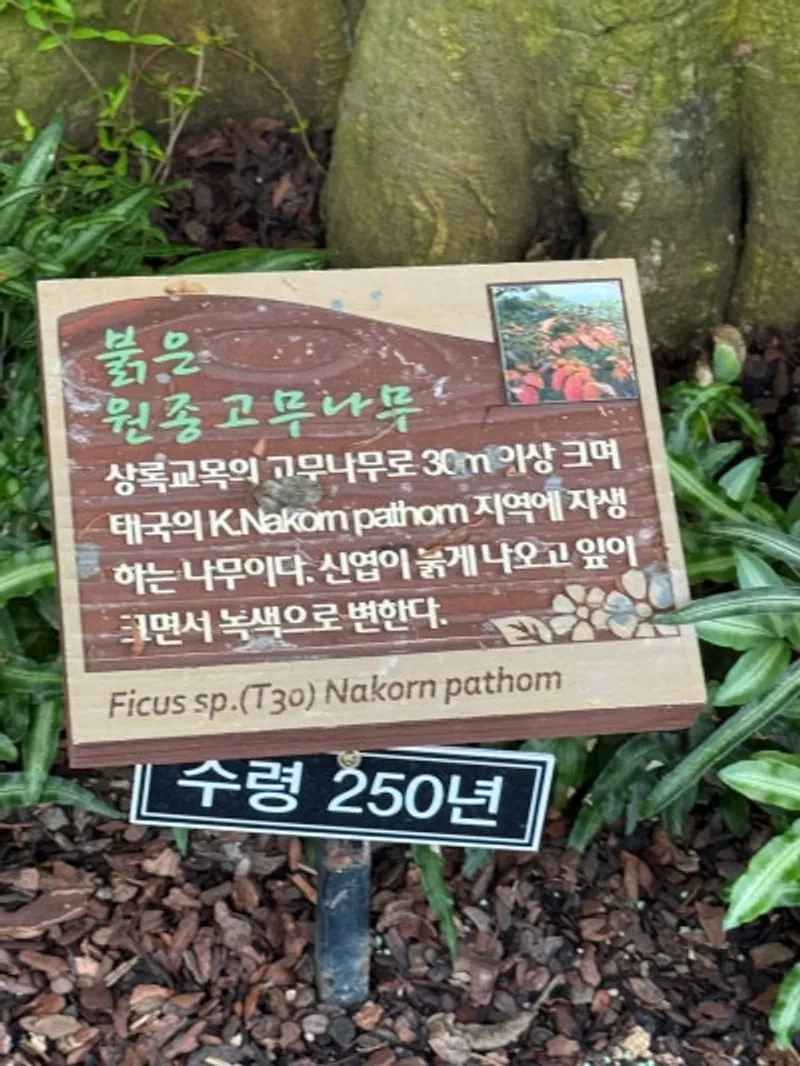 붉은
원종고무나무
상록교목의 고무나무로 30m 이상 크며
태국의 K.Nakorn pathom 지역에 자생
하는 나무이다. 신엽이 붉게 나오고 잎이
크면서 녹색으로 변한다.
Ficus sp.(T30) Nakorn pathom
수령 250년